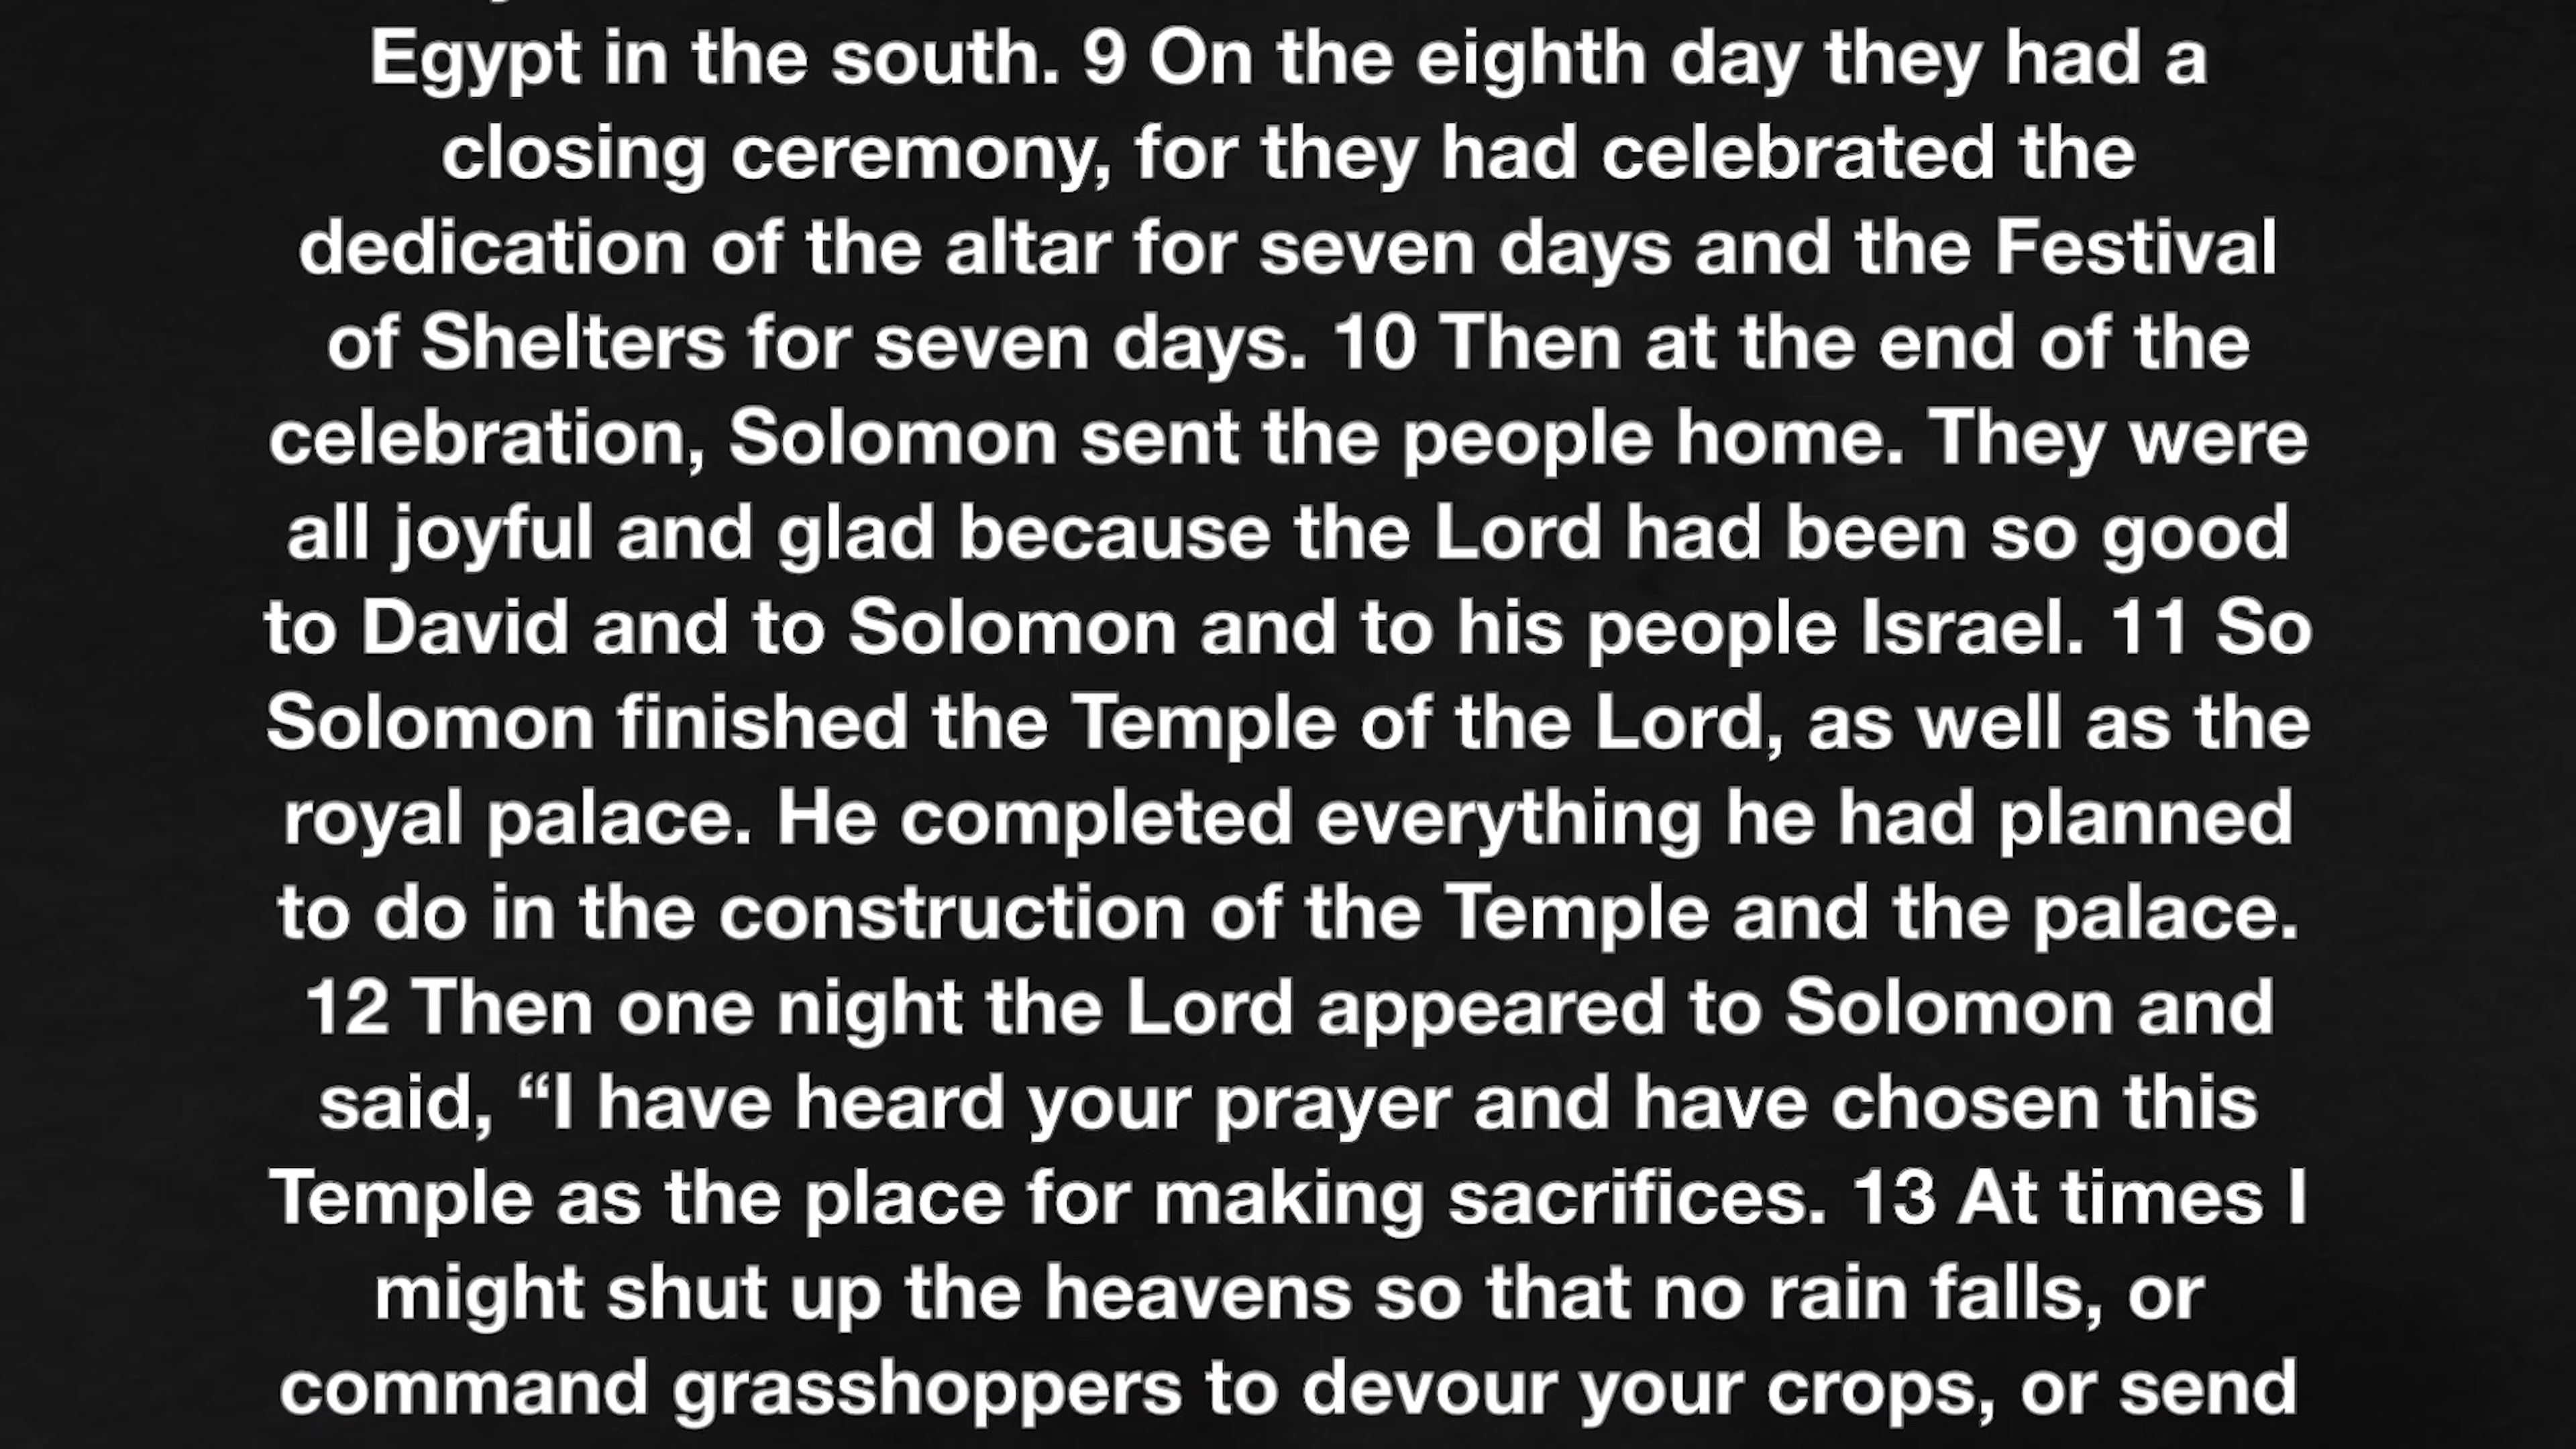 Egypt in the south. 9 On the eighth day they had a
closing ceremony, for they had celebrated the
dedication of the altar for seven days and the Festival
of Shelters for seven days. 10 Then at the end of the
celebration, Solomon sent the people home. They were
all joyful and glad because the Lord had been so good
to David and to Solomon and to his people Israel. 11 So
Solomon finished the Temple of the Lord, as well as the
royal palace. He completed everything he had planned
to do in the construction of the Temple and the palace.
12 Then one night the Lord appeared to Solomon and
said, “I have heard your prayer and have chosen this
Temple as the place for making sacrifices. 13 At times I
might shut up the heavens so that no rain falls, or
command grasshoppers to devour your crops, or send